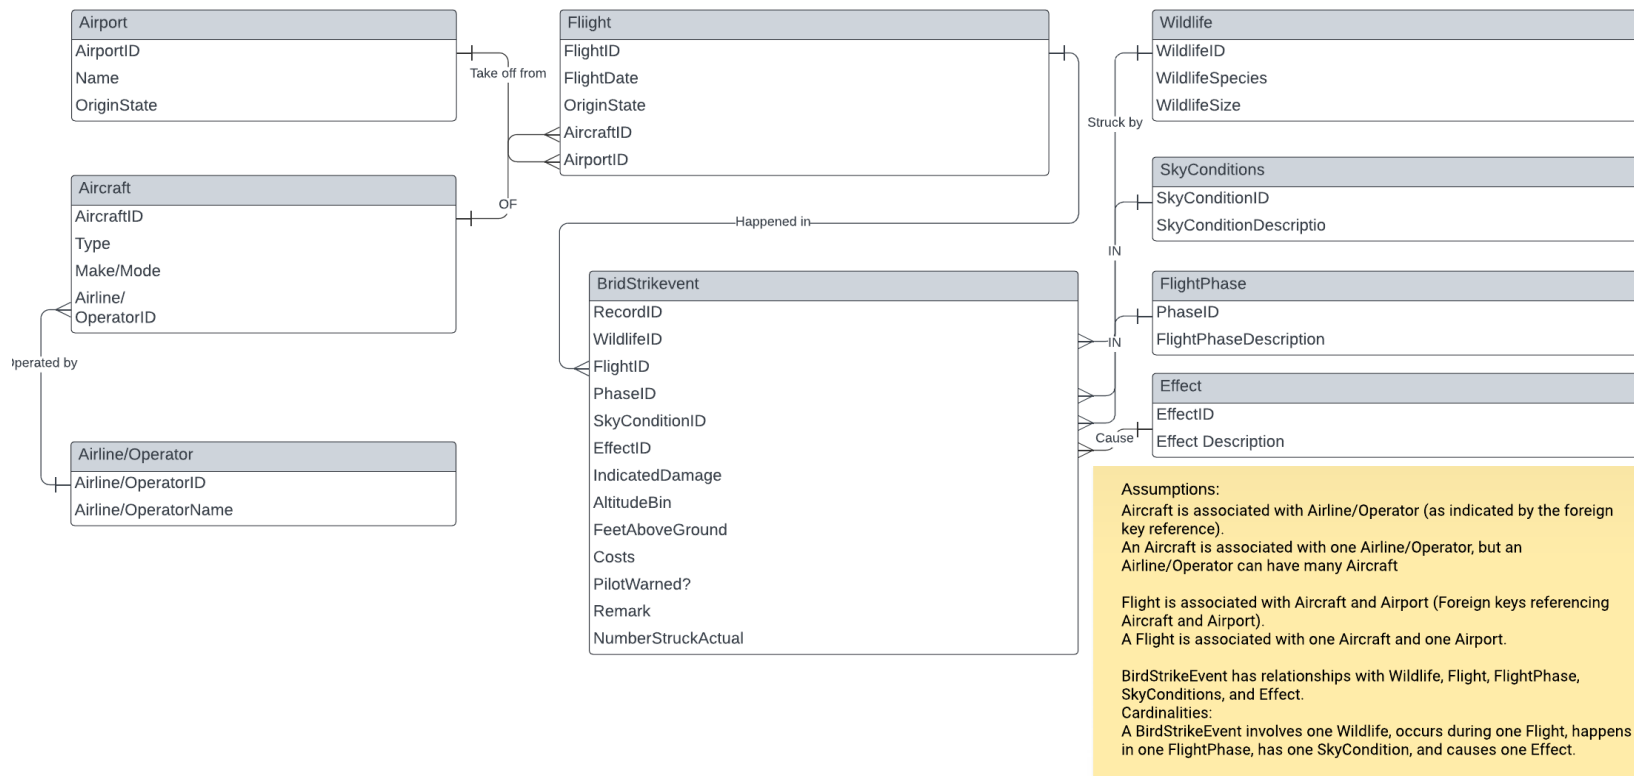 Airport
AirportID
Name
OriginState
Take off from
Fliight
FlightID
FlightDate
OriginState
AircraftID
AirportID
Wildlife
WildlifeID
WildlifeSpecies
WildlifeSize
Struck by
SkyConditions
SkyConditionID
SkyConditionDescriptio
IN
Aircraft
AircraftID
Type
Make/Mode
Airline/
OperatorID
OF
Happened in
BridStrikevent
RecordID
WildlifeID
FlightID
PhaseID
SkyConditionID
EffectID
IndicatedDamage
AltitudeBin
FeetAboveGround
Costs
PilotWarned?
Remark
NumberStruckActual
FlightPhase
PhaseID
FlightPhaseDescription
IN
Effect
EffectID
Effect Description
Cause
perated by
Airline/Operator
Airline/OperatorID
Airline/OperatorName
Assumptions:
Aircraft is associated with Airline/Operator (as indicated by the foreign
key reference).
An Aircraft is associated with one Airline/Operator, but an
Airline/Operator can have many Aircraft
Flight is associated with Aircraft and Airport (Foreign keys referencing
Aircraft and Airport).
A Flight is associated with one Aircraft and one Airport.
BirdStrikeEvent has relationships with Wildlife, Flight, FlightPhase,
SkyConditions, and Effect.
Cardinalities:
A BirdStrikeEvent involves one Wildlife, occurs during one Flight, happens
in one FlightPhase, has one SkyCondition, and causes one Effect.